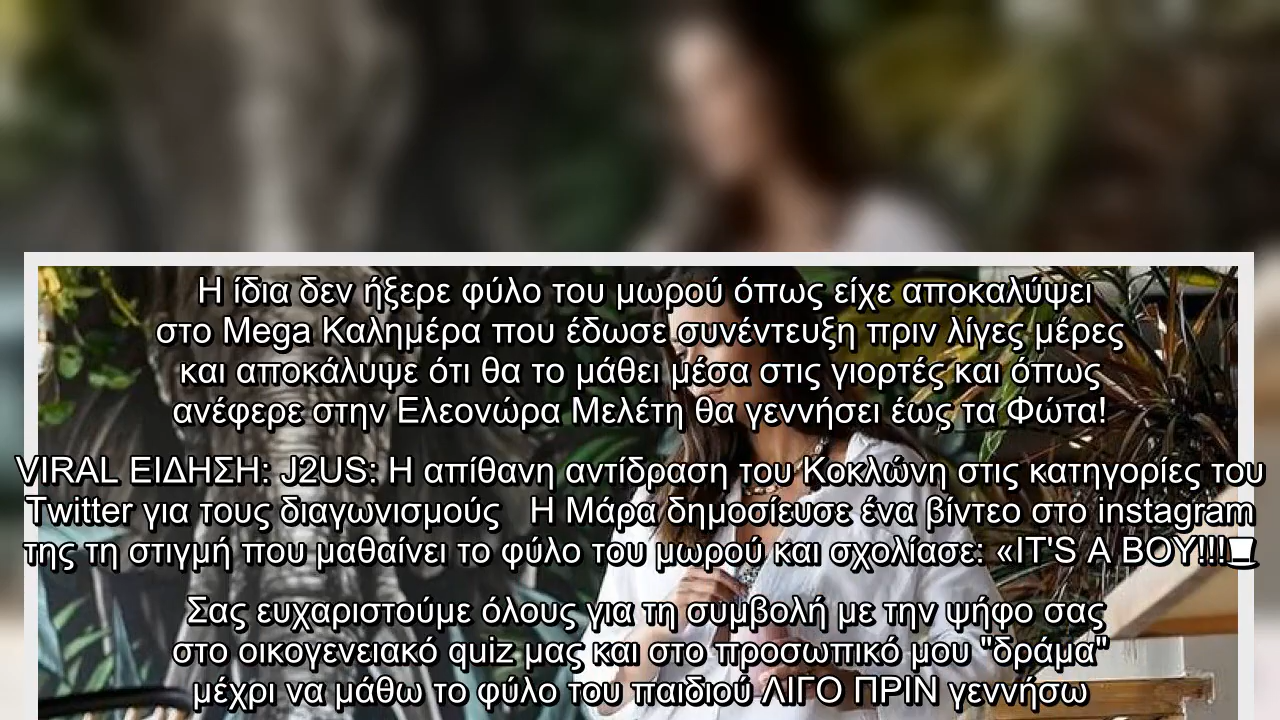 Η ίδια δεν ήξερε φύλο του μωρού όπως είχε αποκαλύψει
στο Mega Καλημέρα που έδωσε συνέντευξη πριν λίγες μέρες
και αποκάλυψε ότι θα το μάθει μέσα στις γιορτές και όπως
ανέφερε στην Ελεονώρα Μελέτη θα γεννήσει έως τα Φώτα!
VIRAL ΕΙΔΗΣΗ: J2US: Η απίθανη αντίδραση του Κοκλώνη στις κατηγορίες του
Twitter για τους διαγωνισμούς   Η Μάρα δημοσίευσε ένα βίντεο στο instagram
της τη στιγμή που μαθαίνει το φύλο του μωρού και σχολίασε: «IT'S A BOY!!!🎩
Σας ευχαριστούμε όλους για τη συμβολή με την ψήφο σας
στο οικογενειακό quiz μας και στο προσωπικό μου "δράμα"
μέχρι να μάθω το φύλο του παιδιού ΛΙΓΟ ΠΡΙΝ γεννήσω